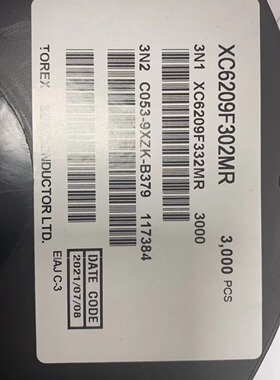 XC6209F302MR
3,000 PCS
3N1 XC6209F332MR 3000
3N2 C053-9XZK-B379 117384
TOREX NDUCTOR LTD.
DATE CODE
2021/07/08
EIAJ C-3